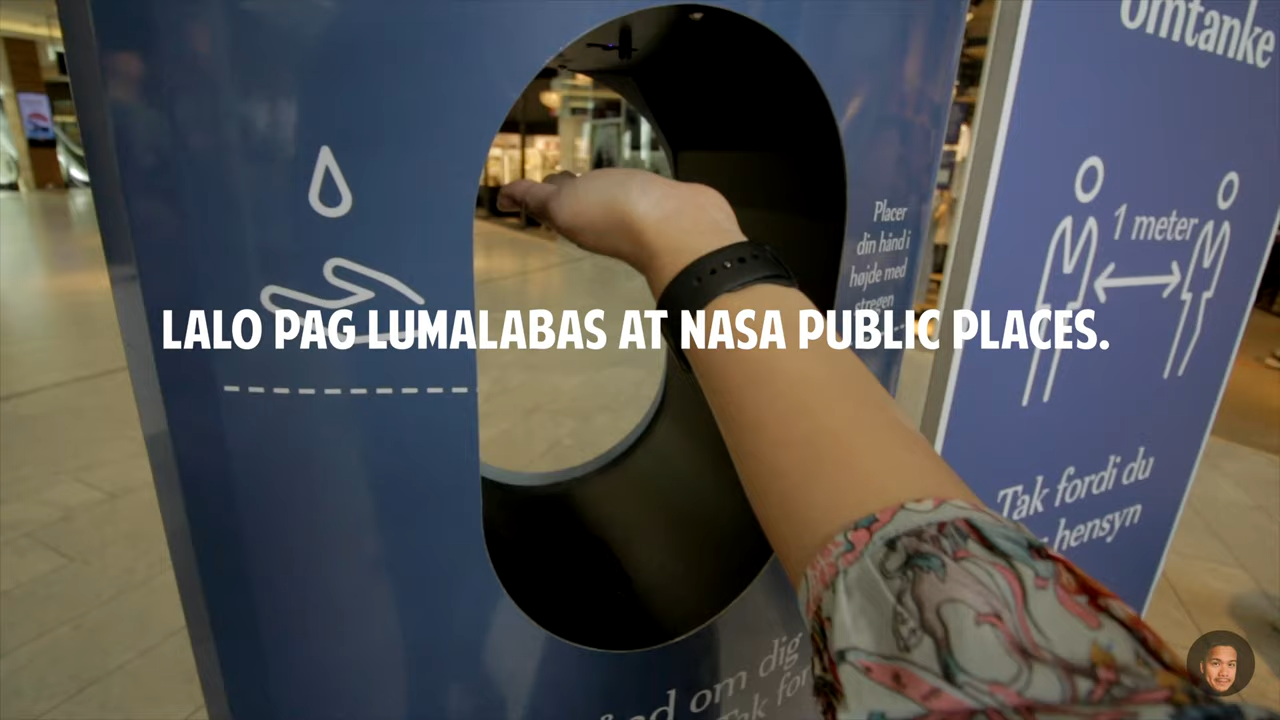 omtanke
1 meter
Placer
din hånd i
højde med
stregen
LALO PAG LUMALABAS AT NASA PUBLIC PLACES.
Tak fordi du
hensyn
om dig
Tak for